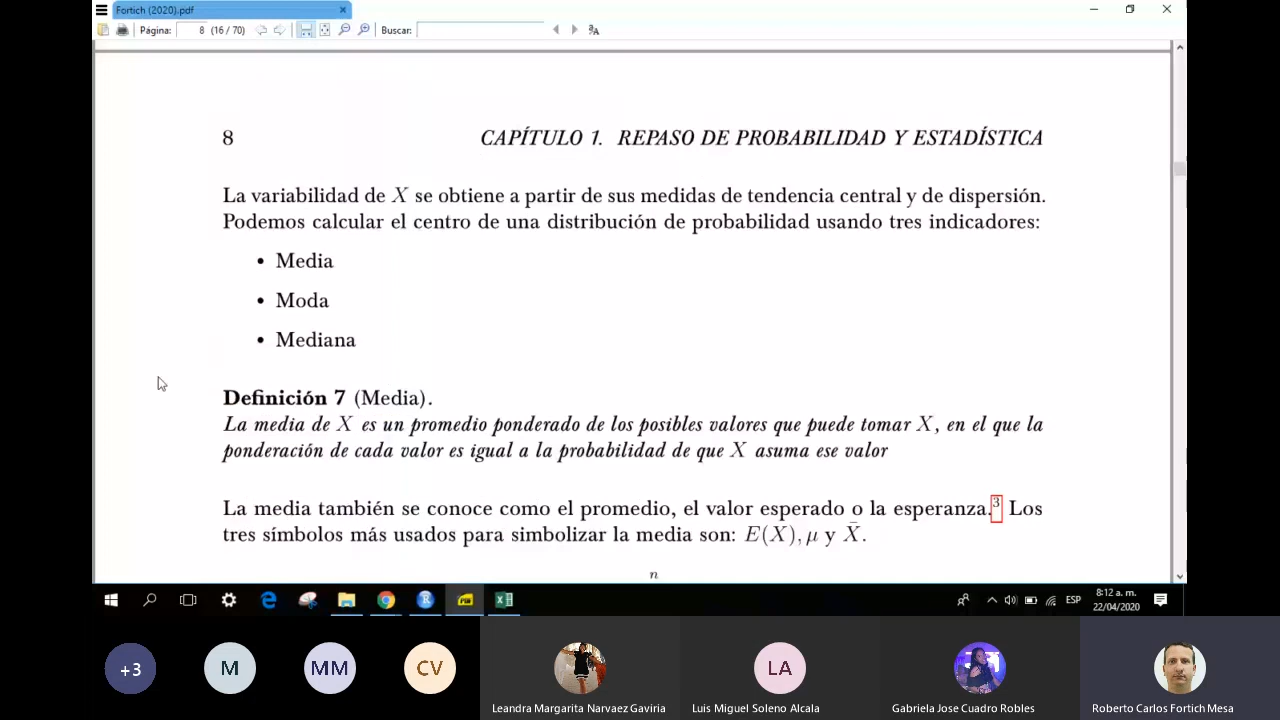 Fortich (2020).pdf
Página: 8 (16 / 70) Buscar:
8 CAPÍTULO 1. REPASO DE PROBABILIDAD Y ESTADÍSTICA
La variabilidad de X se obtiene a partir de sus medidas de tendencia central y de dispersión.
Podemos calcular el centro de una distribución de probabilidad usando tres indicadores:
• Media
• Moda
• Mediana
Definición 7 (Media).
La media de X es un promedio ponderado de los posibles valores que puede tomar X, en el que la
ponderación de cada valor es igual a la probabilidad de que X asuma ese valor
La media también se conoce como el promedio, el valor esperado o la esperanza.3 Los
tres símbolos más usados para simbolizar la media son: E(X), μ y X̄.
n
ESP
8:12 a. m.
22/04/2020
+3 M MM CV LA
Leandra Margarita Narvaez Gaviria Luis Miguel Soleno Alcala Gabriela Jose Cuadro Robles Roberto Carlos Fortich Mesa